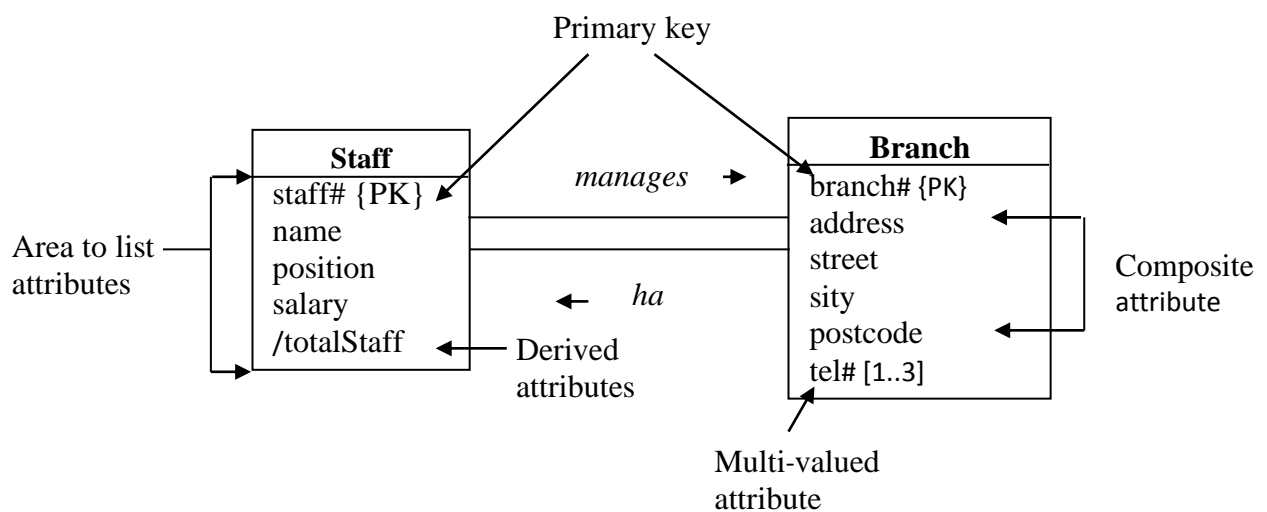 Primary key
Staff
staff# {PK}
name
position
salary
/totalStaff
manages
ha
Branch
branch# {PK}
address
street
sity
postcode
tel# [1..3]
Area to list
attributes
Derived
attributes
Composite
attribute
Multi-valued
attribute